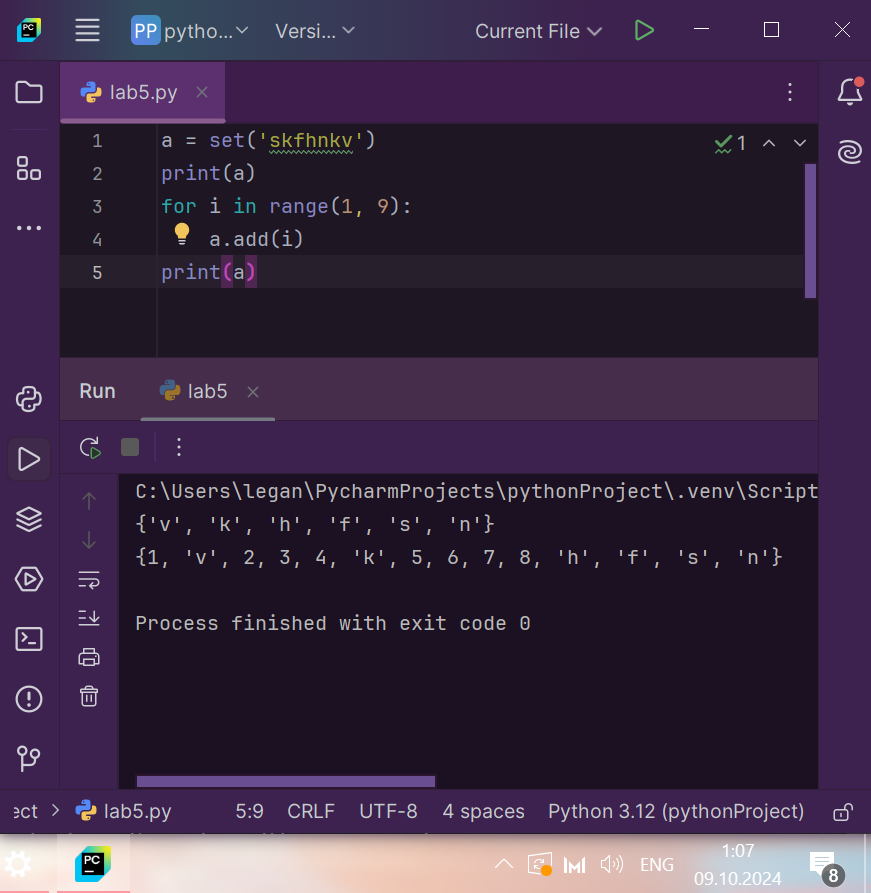 PC PP pytho... Versi... Current File
lab5.py
1 a = set('skfhnkv') 1
2 print(a)
3 for i in range(1, 9):
4 a.add(i)
5 print(a)
Run lab5
C:\Users\legan\PycharmProjects\pythonProject\.venv\Script
{'v', 'k', 'h', 'f', 's', 'n'}
{1, 'v', 2, 3, 4, 'k', 5, 6, 7, 8, 'h', 'f', 's', 'n'}
Process finished with exit code 0
ect > lab5.py 5:9 CRLF UTF-8 4 spaces Python 3.12 (pythonProject)
PC ENG 1:07 8
09.10.2024